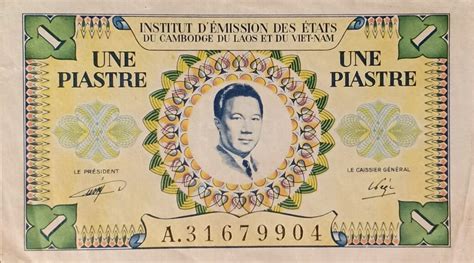 1 INSTITUT D'ÉMISSION DES ÉTATS 1
DU CAMBODGE DU LAOS ET DU VIET-NAM
UNE PIASTRE
UNE PIASTRE
LE PRÉSIDENT
LE CAISSIER GÉNÉRAL
1 A.31679904 1